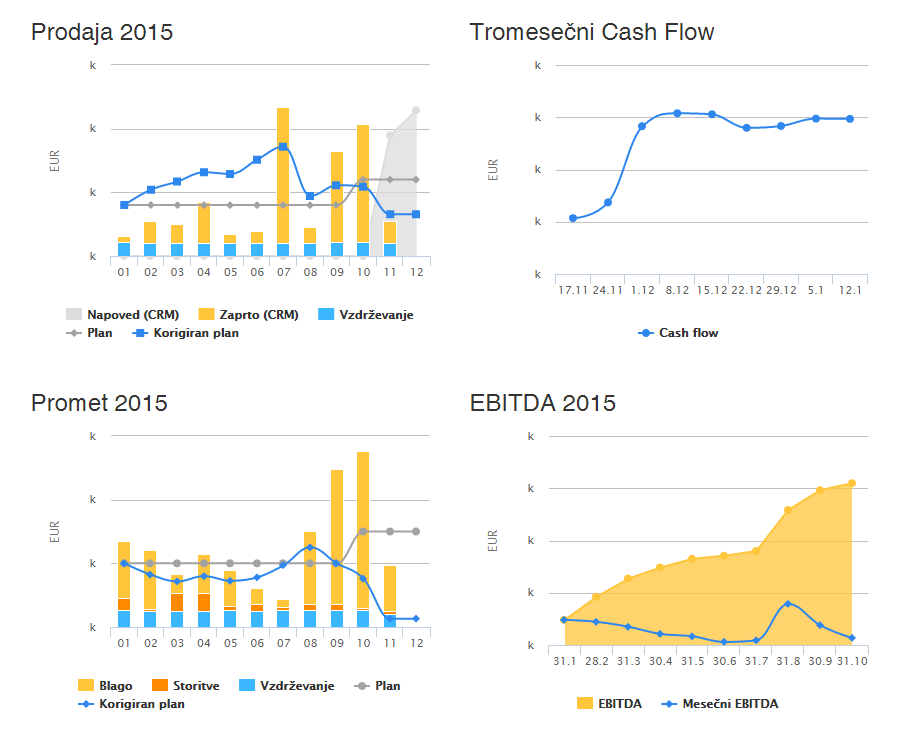 Prodaja 2015
k
k
k
k
EUR
01 02 03 04 05 06 07 08 09 10 11 12
Napoved (CRM) Zaprto (CRM) Vzdrževanje
Plan Korigiran plan
Tromesečni Cash Flow
k
k
k
k
k
EUR
17.11 24.11 1.12 8.12 15.12 22.12 29.12 5.1 12.1
Cash flow
Promet 2015
k
k
k
k
EUR
01 02 03 04 05 06 07 08 09 10 11 12
Blago Storitve Vzdrževanje Plan
Korigiran plan
EBITDA 2015
k
k
k
k
k
EUR
31.1 28.2 31.3 30.4 31.5 30.6 31.7 31.8 30.9 31.10
EBITDA Mesečni EBITDA